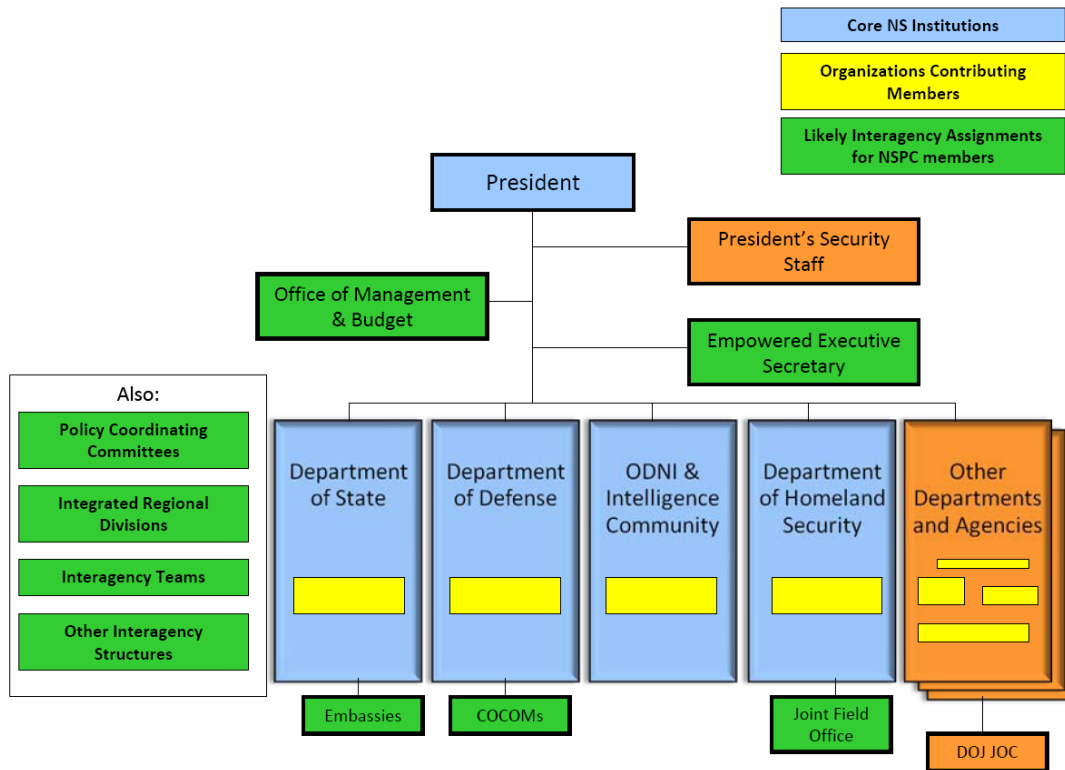 Core NS Institutions
Organizations Contributing
Members
Likely Interagency Assignments
for NSPC members
President
President's Security
Staff
Office of Management
& Budget
Empowered Executive
Secretary
Also:
Policy Coordinating
Committees
Integrated Regional
Divisions
Interagency Teams
Other Interagency
Structures
Department
of State
Department
of Defense
ODNI &
Intelligence
Community
Department
of Homeland
Security
Other
Departments
and Agencies
Embassies
COCOMs
Joint Field
Office
DOJ JOC